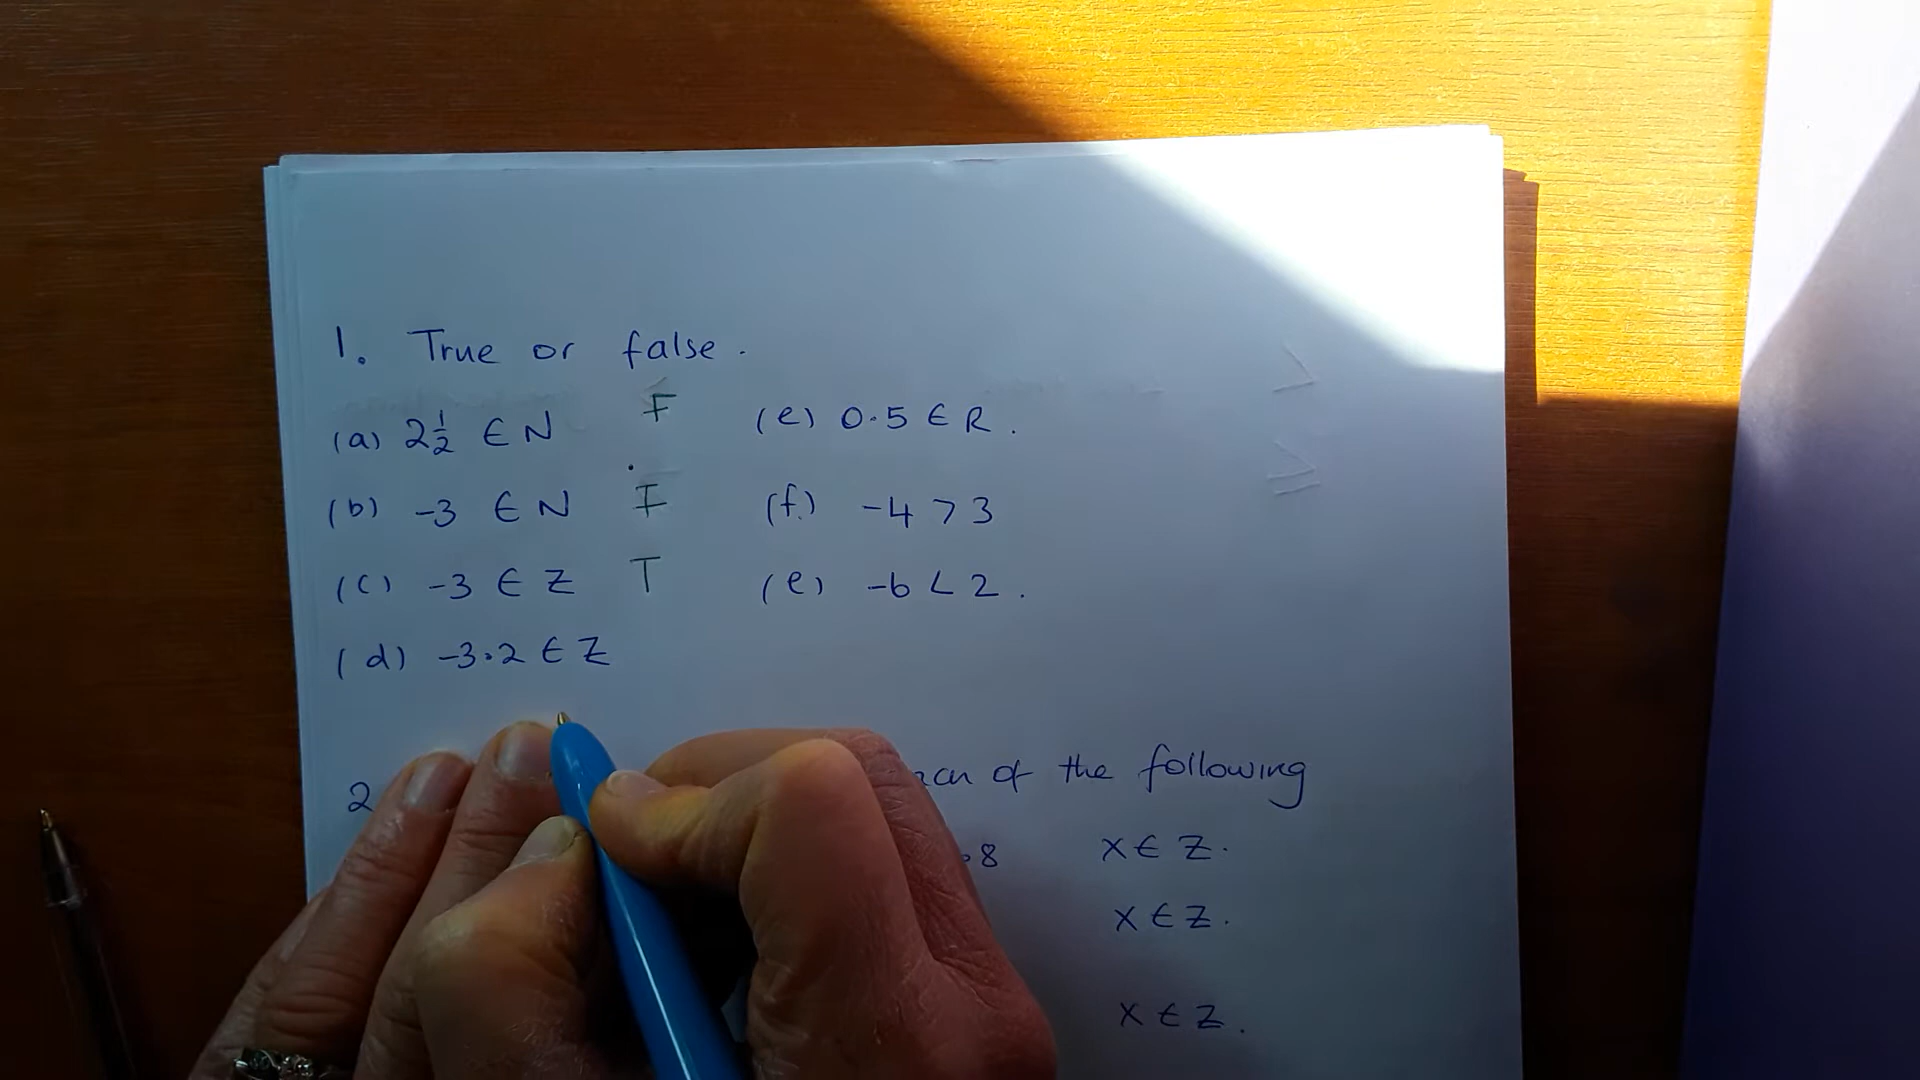 1. True or false.
(a) 2½ ∈ N F (e) 0.5 ∈ R.
(b) -3 ∈ N F (f) -4 > 3
(c) -3 ∈ Z T (e) -6 < 2.
(d) -3.2 ∈ Z
2 of the following
8 x ∈ Z.
x ∈ Z.
x ∈ Z.